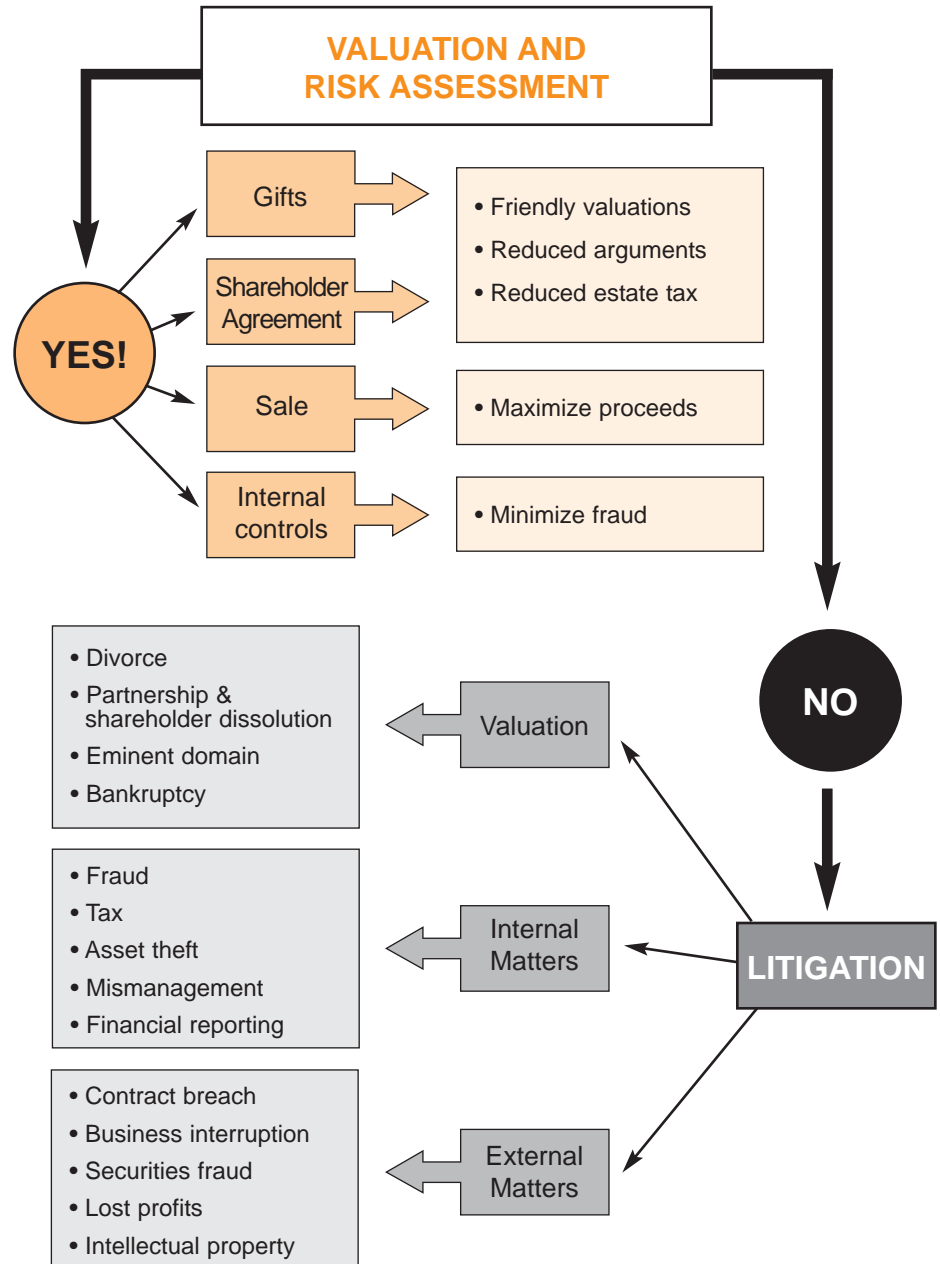 VALUATION AND
RISK ASSESSMENT
YES!
Gifts
Shareholder
Agreement
• Friendly valuations
• Reduced arguments
• Reduced estate tax
Sale
• Maximize proceeds
Internal
controls
• Minimize fraud
NO
LITIGATION
Valuation
• Divorce
• Partnership &
shareholder dissolution
• Eminent domain
• Bankruptcy
Internal
Matters
• Fraud
• Tax
• Asset theft
• Mismanagement
• Financial reporting
External
Matters
• Contract breach
• Business interruption
• Securities fraud
• Lost profits
• Intellectual property